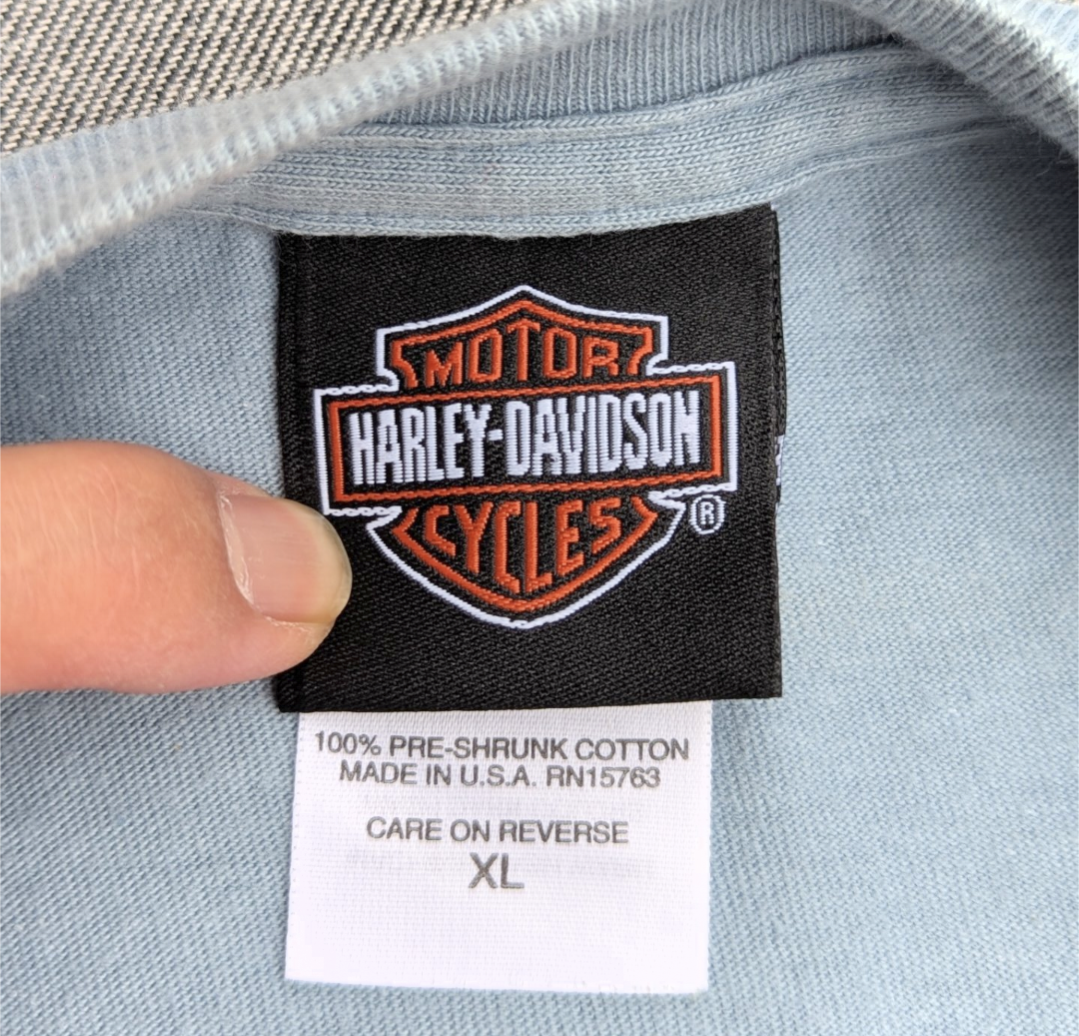 MOTOR
HARLEY-DAVIDSON
CYCLES
®
100% PRE-SHRUNK COTTON
MADE IN U.S.A. RN15763
CARE ON REVERSE
XL